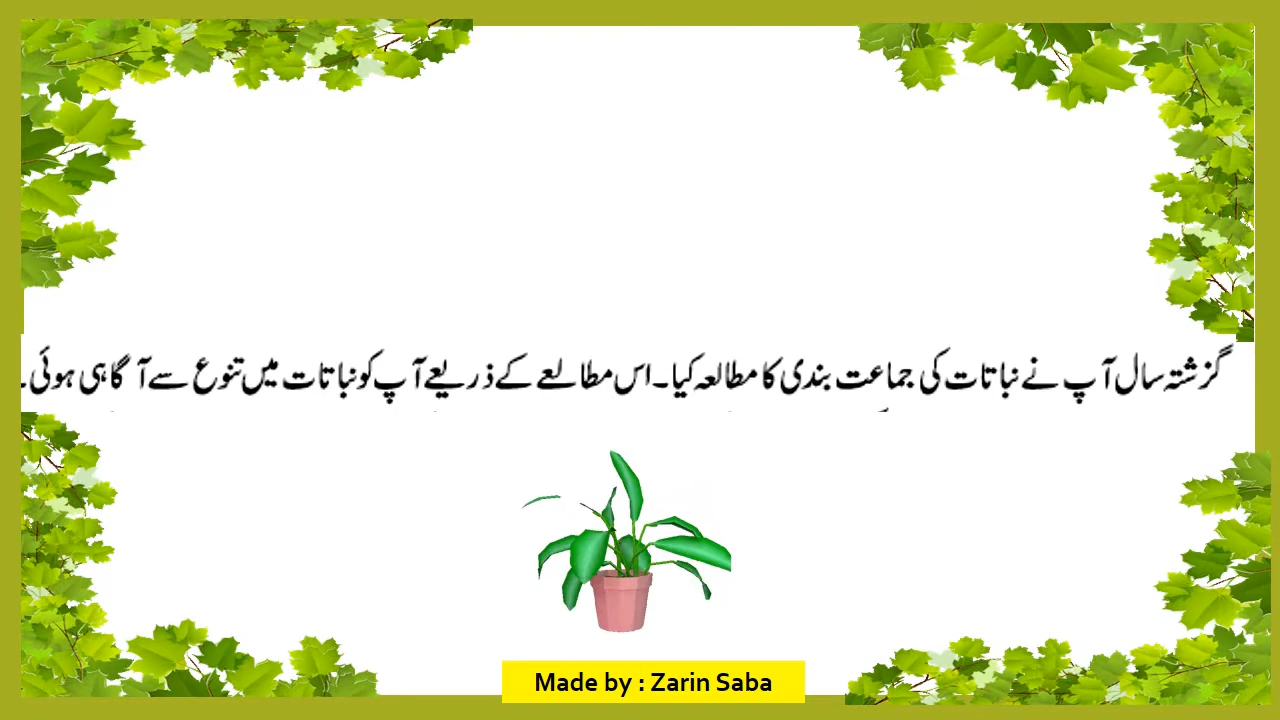 گزشتہ سال آپ نے نباتات کی جماعت بندی کا مطالعہ کیا۔ اس مطالعے کے ذریعے آپ کو نباتات میں تنوع سے آگاہی ہوئی۔
Made by : Zarin Saba